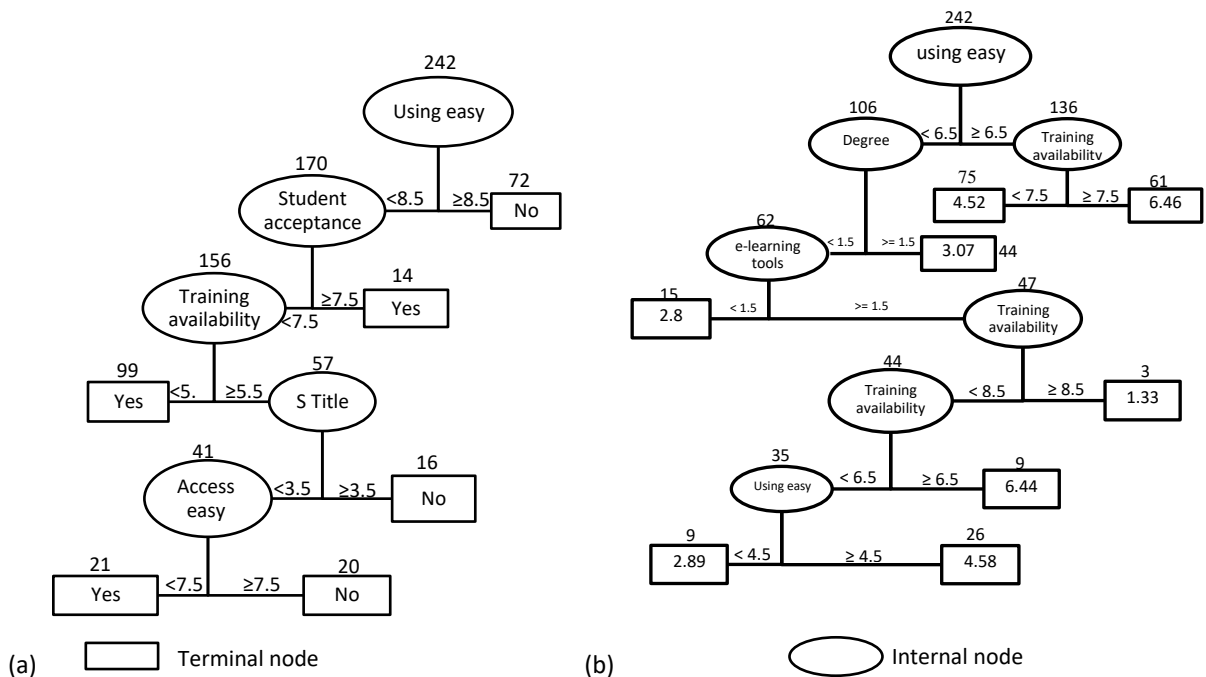 242
Using easy
170
<8.5
≥8.5
72
No
Student
acceptance
156
<7.5
≥7.5
14
Yes
Training
availability
99
Yes
<5.
≥5.5
57
S Title
41
<3.5
≥3.5
16
No
Access
easy
21
Yes
<7.5
≥7.5
20
No
(a)
Terminal node
242
using easy
106
< 6.5
≥ 6.5
136
Degree
Training
availabilitv
75
4.52
< 7.5
≥ 7.5
61
6.46
62
e-learning
tools
< 1.5
>= 1.5
3.07
44
15
2.8
< 1.5
>= 1.5
47
Training
availability
44
Training
availability
< 8.5
≥ 8.5
3
1.33
35
Using easy
< 6.5
≥ 6.5
9
6.44
9
2.89
< 4.5
≥ 4.5
26
4.58
(b)
Internal node